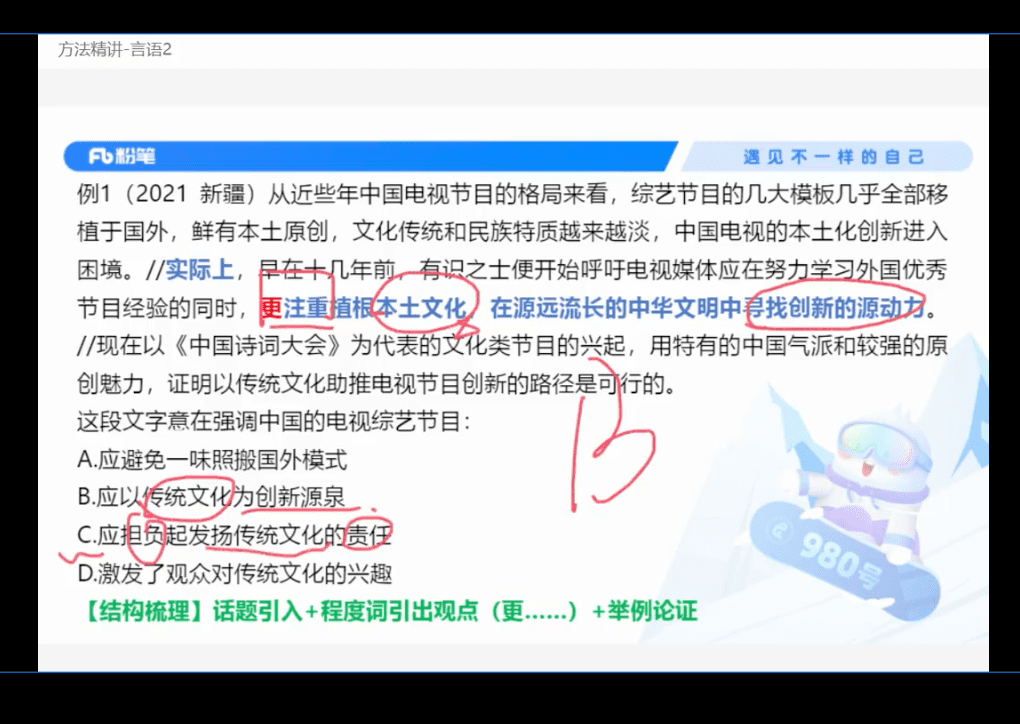 方法精讲-言语2
粉笔
遇见不一样的自己
例1（2021 新疆）从近些年中国电视节目的格局来看，综艺节目的几大模板几乎全部移
植于国外，鲜有本土原创，文化传统和民族特质越来越淡，中国电视的本土化创新进入
困境。//实际上，早在十几年前，有识之士便开始呼吁电视媒体应在努力学习外国优秀
节目经验的同时，更注重植根本土文化，在源远流长的中华文明中寻找创新的源动力。
//现在以《中国诗词大会》为代表的文化类节目的兴起，用特有的中国气派和较强的原
创魅力，证明以传统文化助推电视节目创新的路径是可行的。
这段文字意在强调中国的电视综艺节目：
A.应避免一味照搬国外模式
B.应以传统文化为创新源泉
C.应担负起发扬传统文化的责任
D.激发了观众对传统文化的兴趣
【结构梳理】话题引入+程度词引出观点（更……）+举例论证
B
② 980号